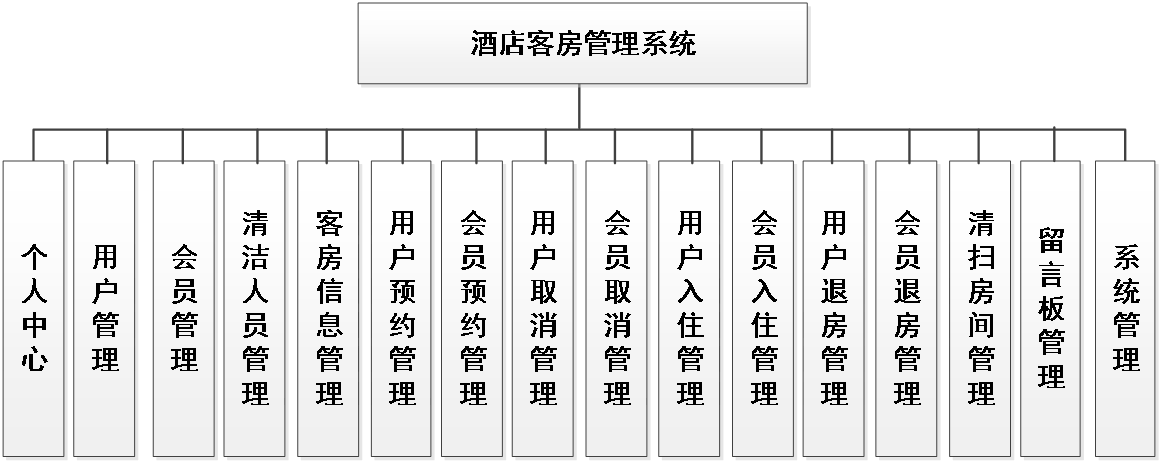 酒店客房管理系统
个人中心
用户管理
会员管理
清洁人员管理
客房信息管理
用户预约管理
会员预约管理
用户取消管理
会员取消管理
用户入住管理
会员入住管理
用户退房管理
会员退房管理
清扫房间管理
留言板管理
系统管理